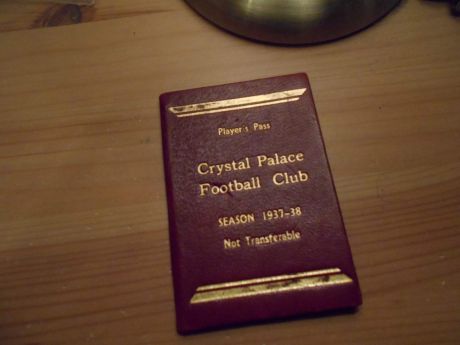 Player's Pass
Crystal Palace
Football Club
SEASON 1937-38
Not Transferable